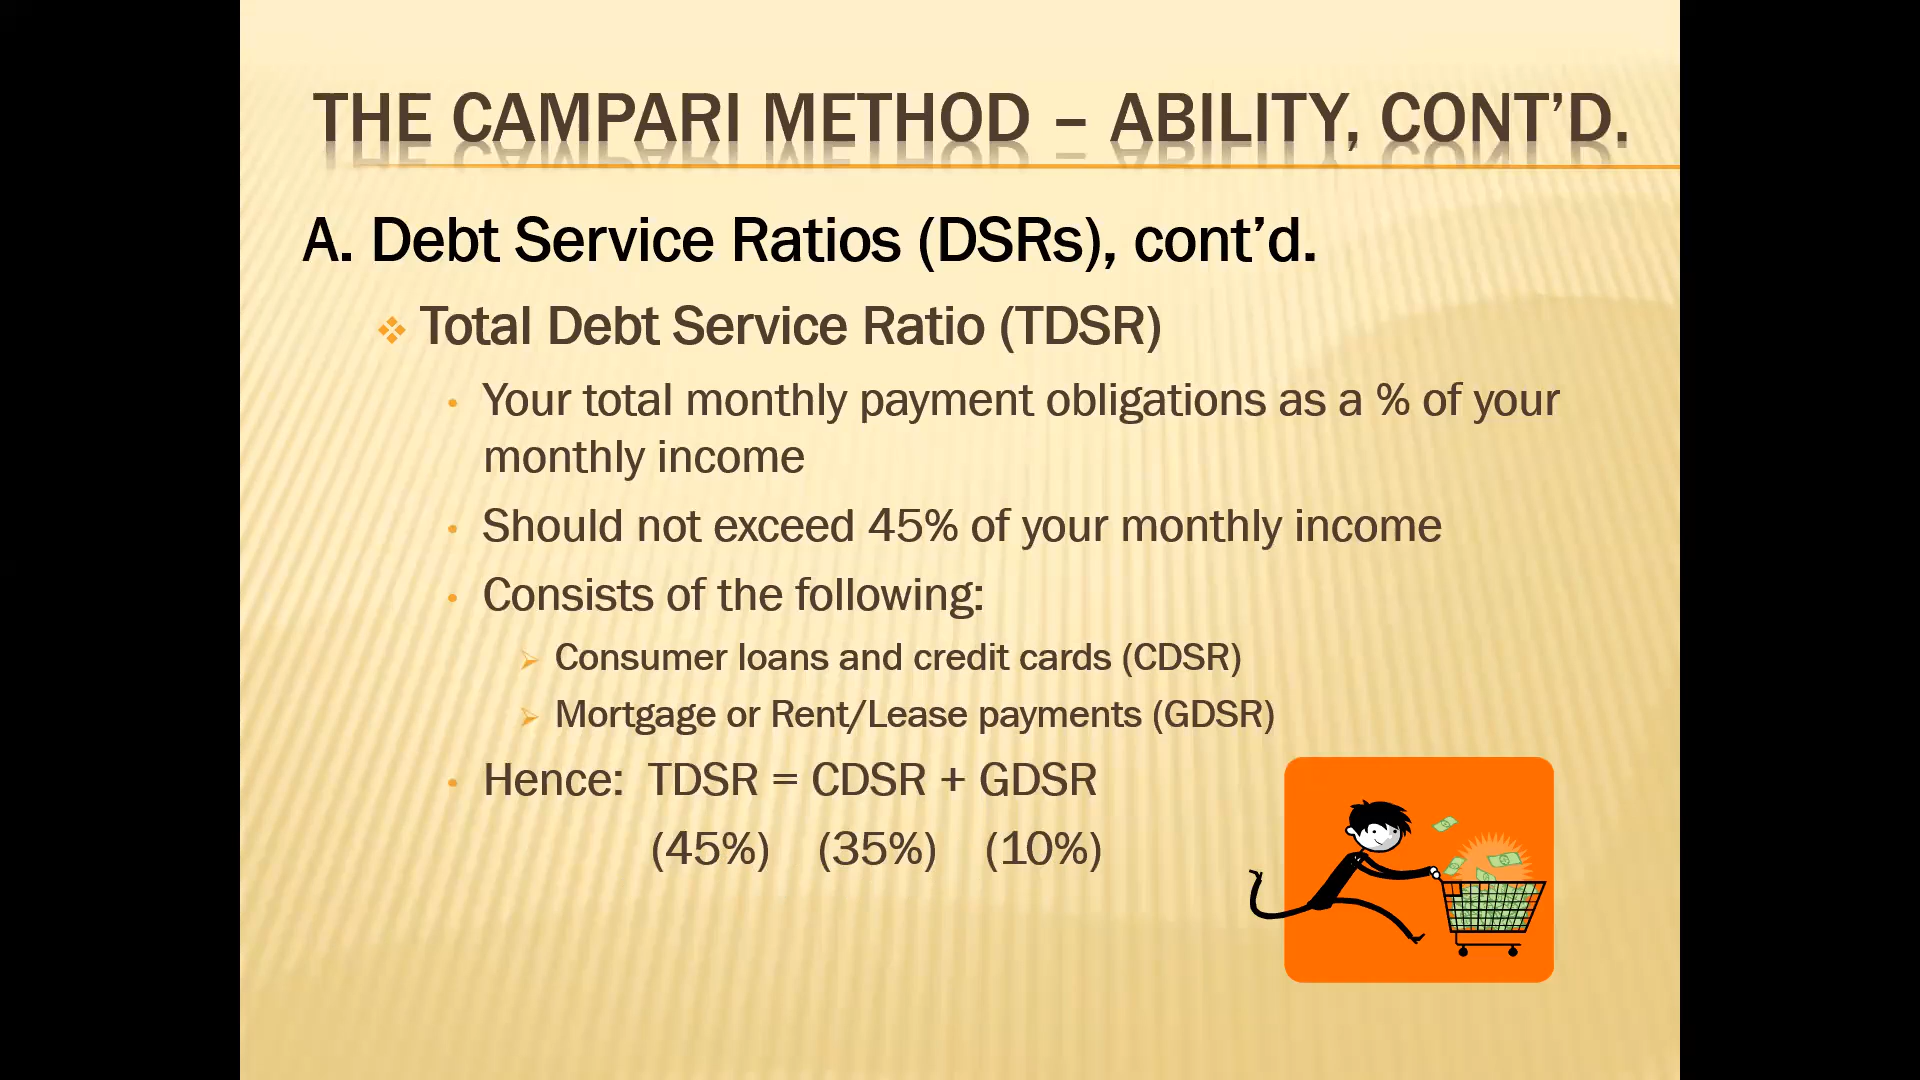 THE CAMPARI METHOD – ABILITY, CONT’D.
A. Debt Service Ratios (DSRs), cont’d.
Total Debt Service Ratio (TDSR)
Your total monthly payment obligations as a % of your
monthly income
Should not exceed 45% of your monthly income
Consists of the following:
Consumer loans and credit cards (CDSR)
Mortgage or Rent/Lease payments (GDSR)
Hence: TDSR = CDSR + GDSR
(45%) (35%) (10%)